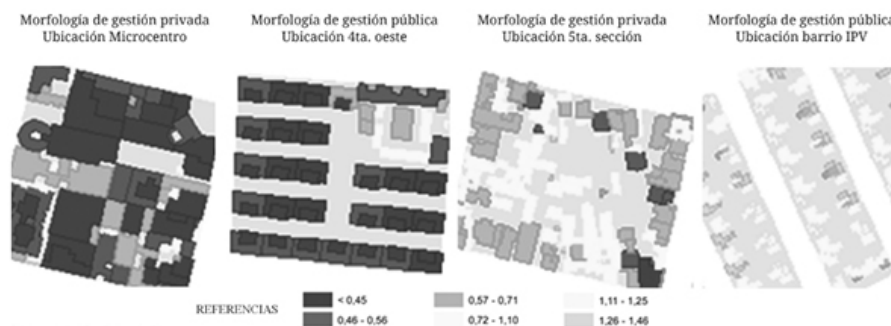 Morfología de gestión privada
Ubicación Microcentro
Morfología de gestión pública
Ubicación 4ta. oeste
Morfología de gestión privada
Ubicación 5ta. sección
Morfología de gestión pública
Ubicación barrio IPV
REFERENCIAS
< 0,45
0,46 - 0,56
0,57 - 0,71
0,72 - 1,10
1,11 - 1,25
1,26 - 1,46